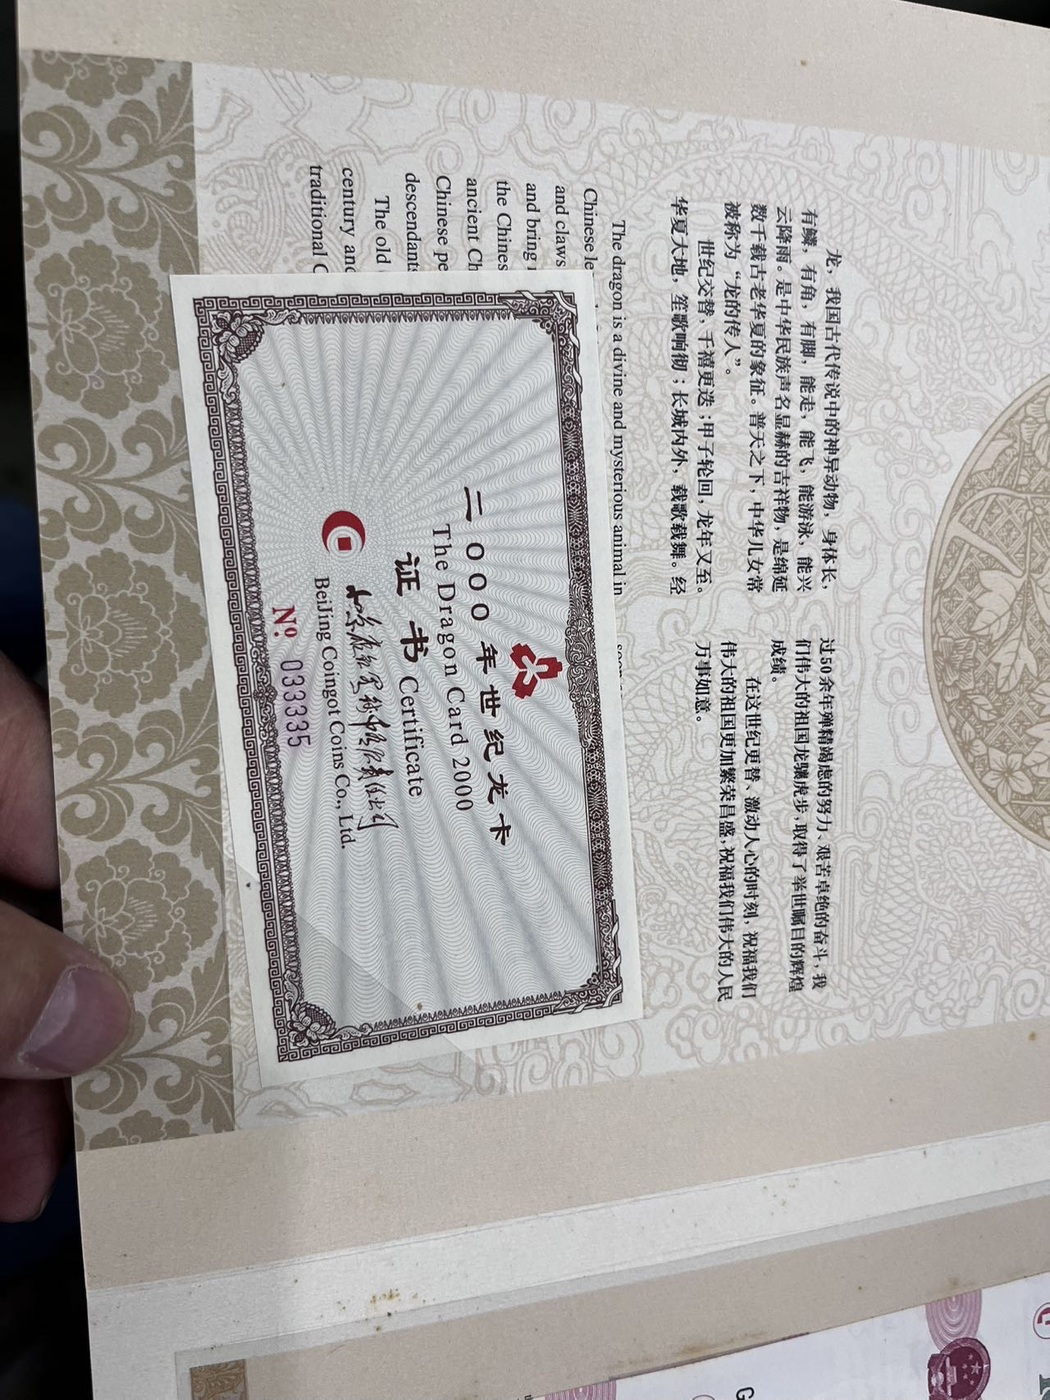 龙，我国古代传说中的神异动物，身体长，
有鳞，有角，有脚，能走，能飞，能游泳，能兴
云降雨。是中华民族声名显赫的吉祥物，是绵延
数千载古老华夏的象征。普天之下，中华儿女常
被称为“龙的传人”。
世纪交替，千禧更迭；甲子轮回，龙年又至。
华夏大地，笙歌响彻；长城内外，载歌载舞。经
过50余年殚精竭虑的努力、艰苦卓绝的奋斗，我
们伟大的祖国龙骧虎步，取得了举世瞩目的辉煌
成绩。
在这世纪更替、激动人心的时刻，祝福我们
伟大的祖国更加繁荣昌盛，祝福我们伟大的人民
万事如意。
The dragon is a divine and mysterious animal in
Chinese le
and claws
and bring
the Chines
ancient Ch
Chinese pe
descendants
The old
century and
traditional C
二000年世纪龙卡
The Dragon Card 2000
证书 Certificate
BeiJing Coingot Coins Co., Ltd.
Nº 033335